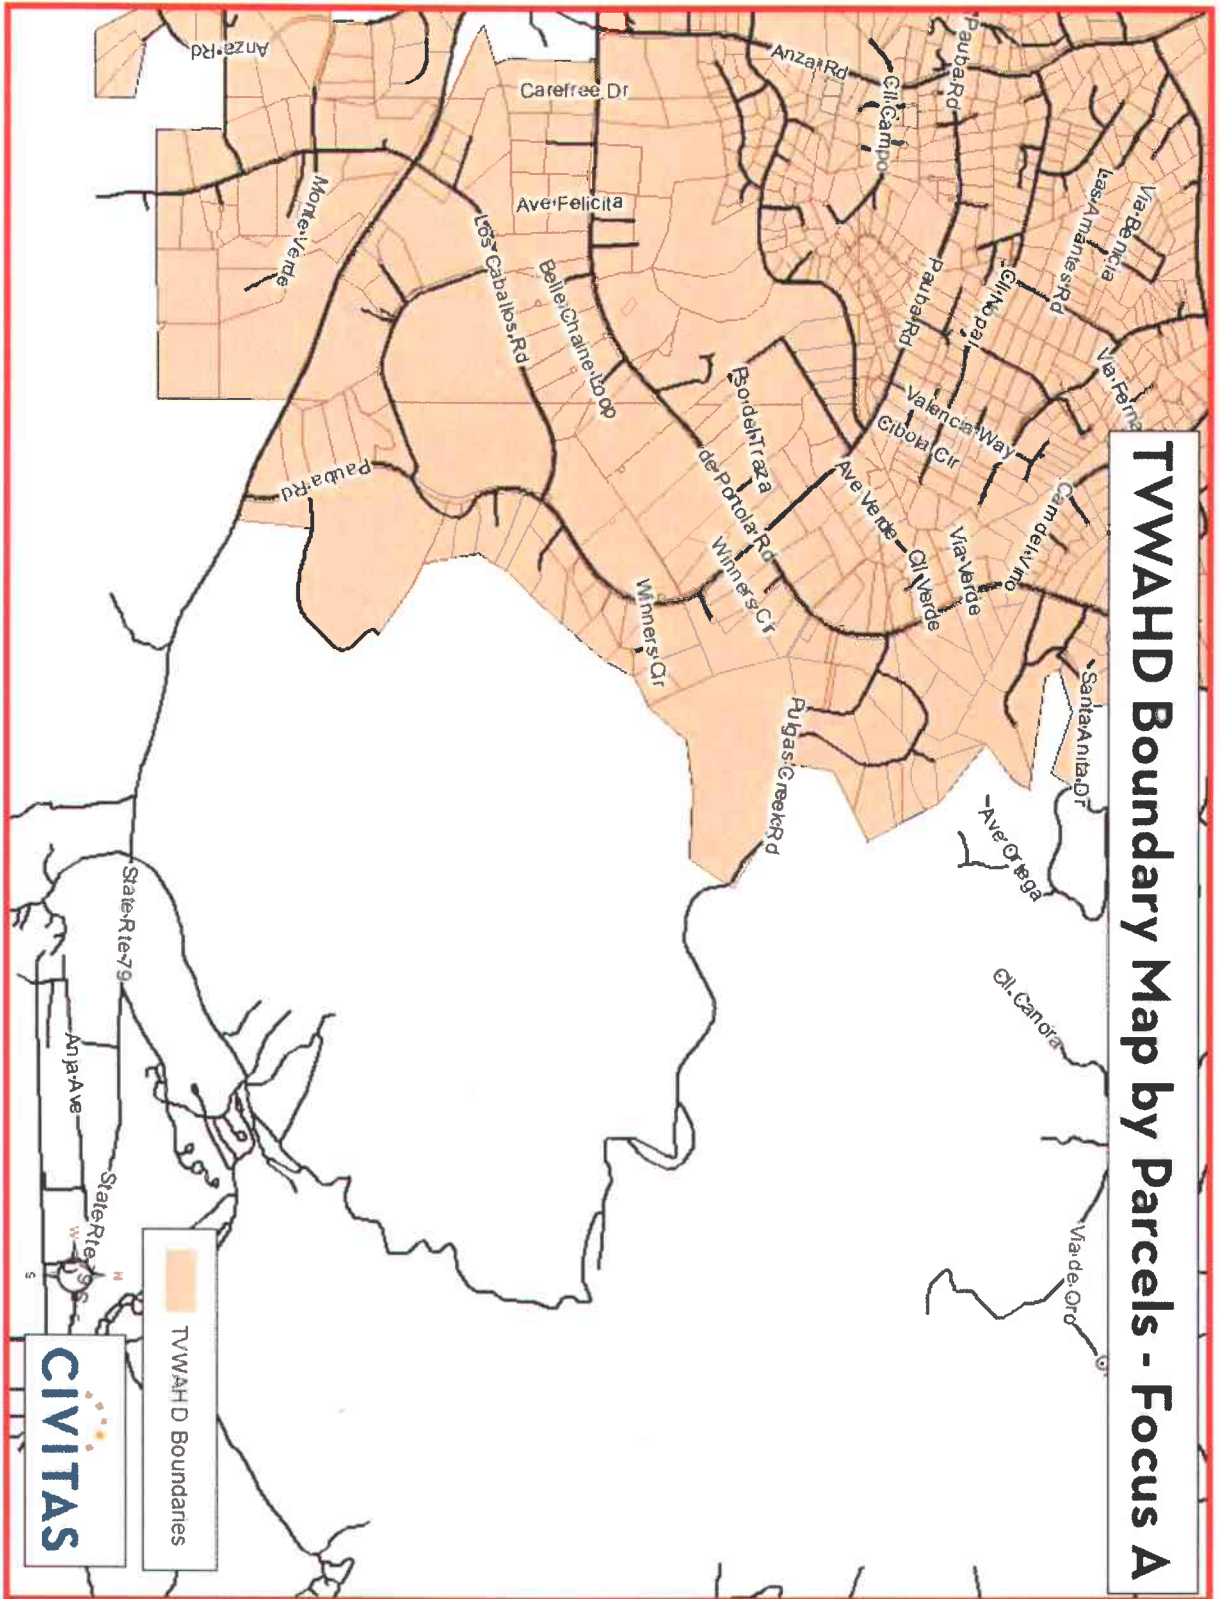 TVWAHD Boundary Map by Parcels - Focus A
Anza Rd
Carefree Dr
Anza Rd
Cll Campo
Pauba Rd
Monte Verde
Ave Felicita
Los Caballos Rd
Belle Chaine Loop
Pauba Rd
Cll Nopal
Las Amantes Rd
Via Benicia
Pso del Traza
Valencia Way
Cibola Cir
Via Ferna
Pauba Rd
de Portola Rd
Ave Verde
Cll Verde
Via Verde
Cam del Vino
Winners Cir
Winners Cir
Santa Anita Dr
Pulgas Creek Rd
Ave Ortega
Cll Canora
State Rte 79
Anja Ave
State Rte 79
Via de Oro
N
W
S
TVWAHD Boundaries
CIVITAS